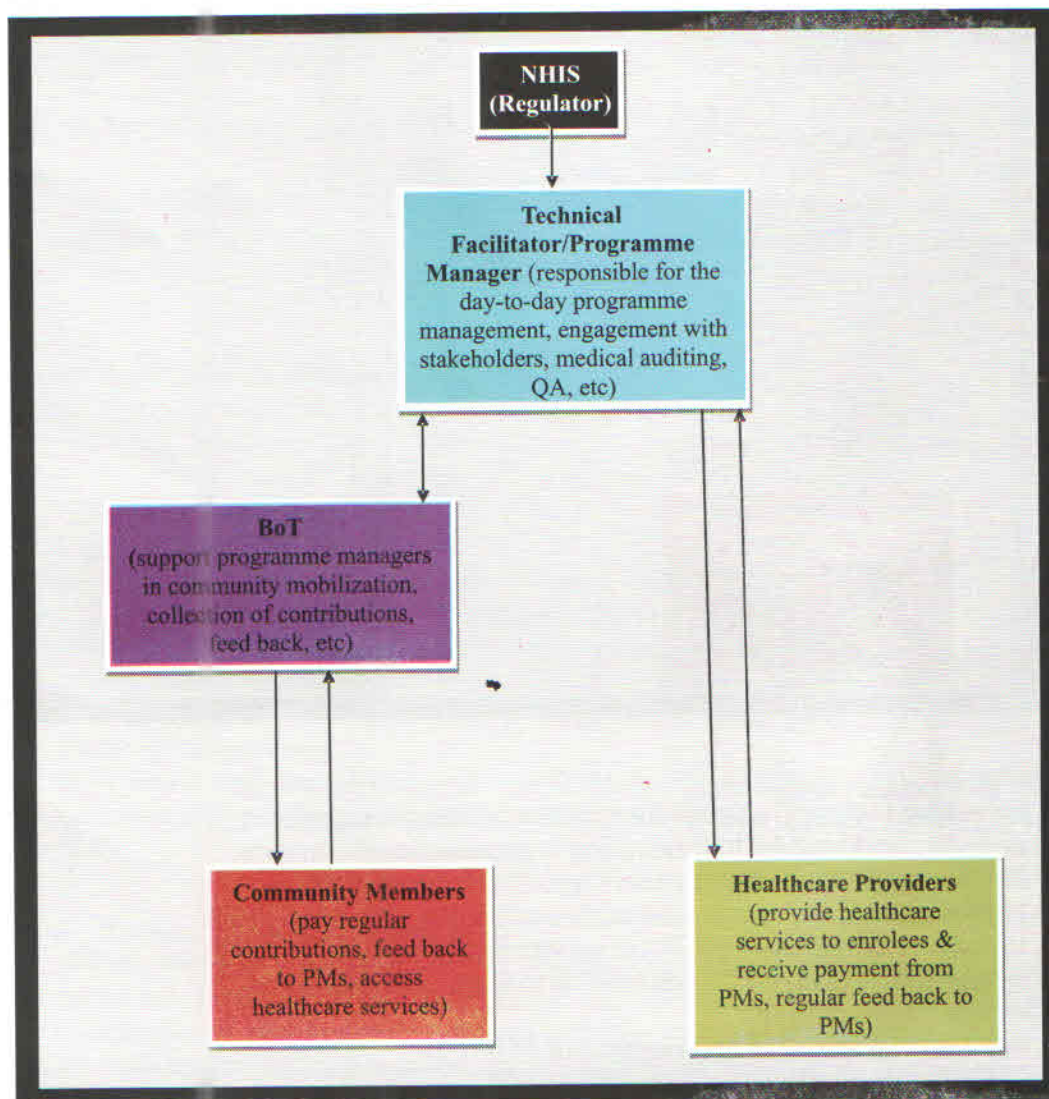 NHIS
(Regulator)
Technical
Facilitator/Programme
Manager (responsible for the
day-to-day programme
management, engagement with
stakeholders, medical auditing,
QA, etc)
BoT
(support programme managers
in community mobilization,
collection of contributions,
feed back, etc)
Community Members
(pay regular
contributions, feed back
to PMs, access
healthcare services)
Healthcare Providers
(provide healthcare
services to enrolees &
receive payment from
PMs, regular feed back to
PMs)